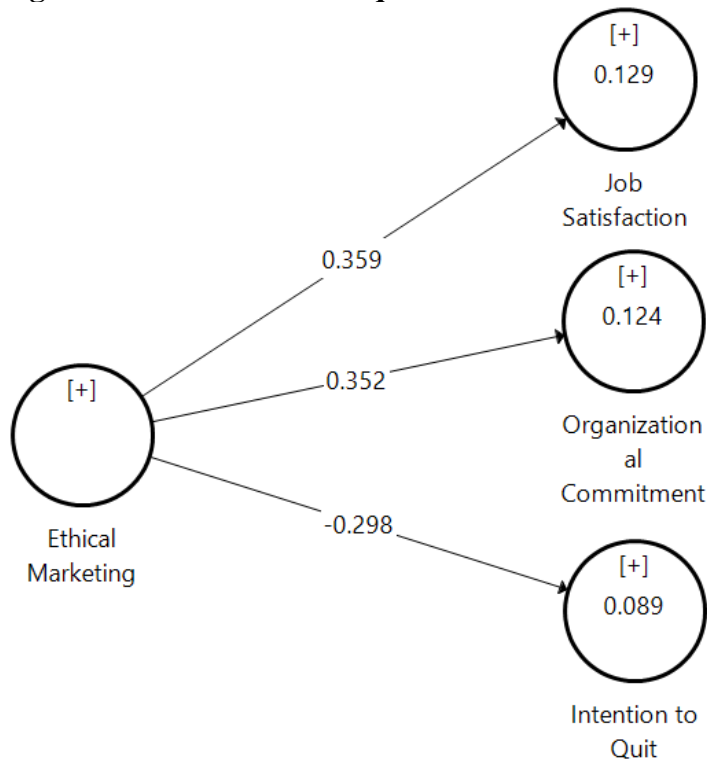 [+]
0.129
Job
Satisfaction
0.359
[+]
0.124
Organization
al
Commitment
0.352
[+]
Ethical
Marketing
-0.298
[+]
0.089
Intention to
Quit